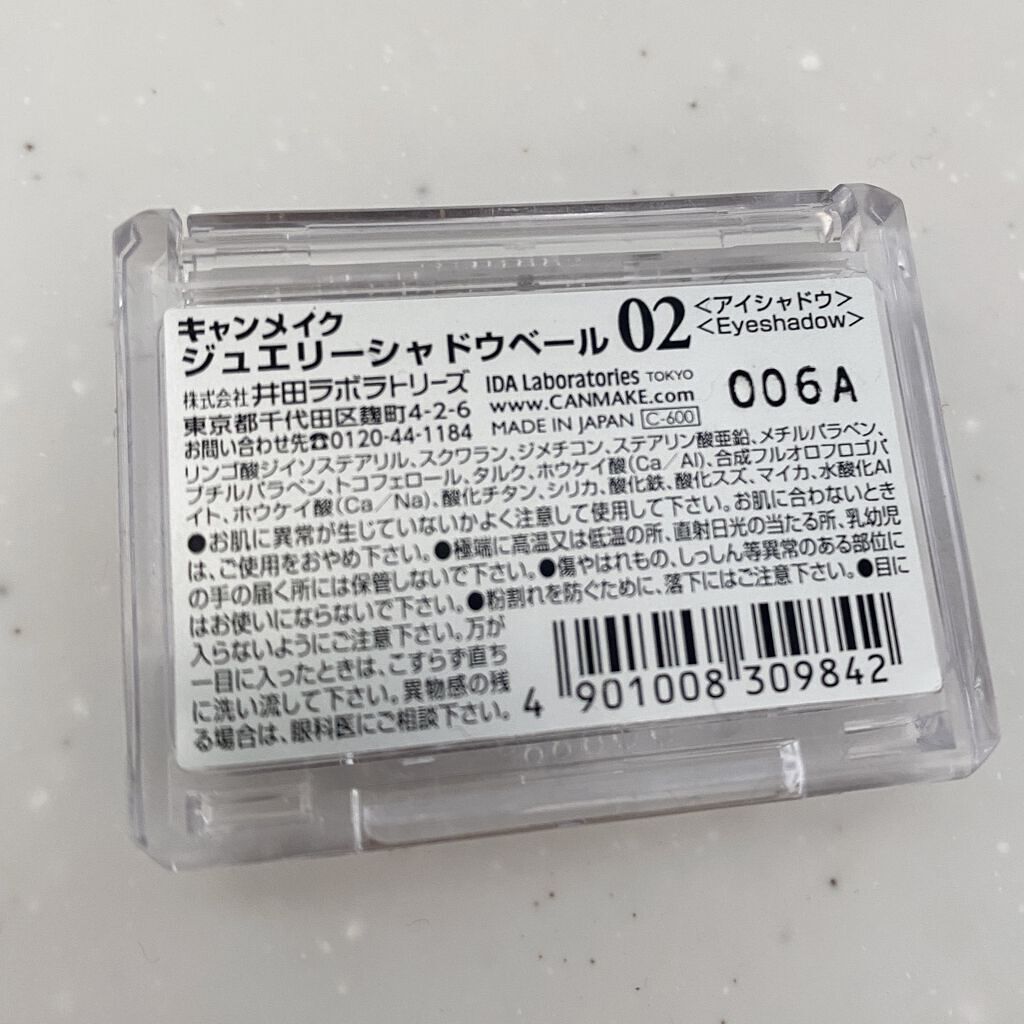 キャンメイク
ジュエリーシャドウベール 02 <アイシャドウ>
<Eyeshadow>
株式会社 井田ラボラトリーズ IDA Laboratories TOKYO
東京都千代田区麹町4-2-6 www.CANMAKE.com
お問い合わせ先☎0120-44-1184 MADE IN JAPAN C-600
006A
リンゴ酸ジイソステアリル、スクワラン、ジメチコン、ステアリン酸亜鉛、メチルパラベン、
ブチルパラベン、トコフェロール、タルク、ホウケイ酸(Ca/Al)、合成フルオロフロゴパ
イト、ホウケイ酸(Ca/Na)、酸化チタン、シリカ、酸化鉄、酸化スズ、マイカ、水酸化Al
●お肌に異常が生じていないかよく注意して使用して下さい。お肌に合わないとき
は、ご使用をおやめ下さい。●極端に高温又は低温の所、直射日光の当たる所、乳幼児
の手の届く所には保管しないで下さい。●傷やはれもの、しっしん等異常のある部位に
はお使いにならないで下さい。●粉割れを防ぐために、落下にはご注意下さい。●目に
入らないようにご注意下さい。万が
一目に入ったときは、こすらず直ち
に洗い流して下さい。異物感の残
る場合は、眼科医にご相談下さい。
4 901008 309842